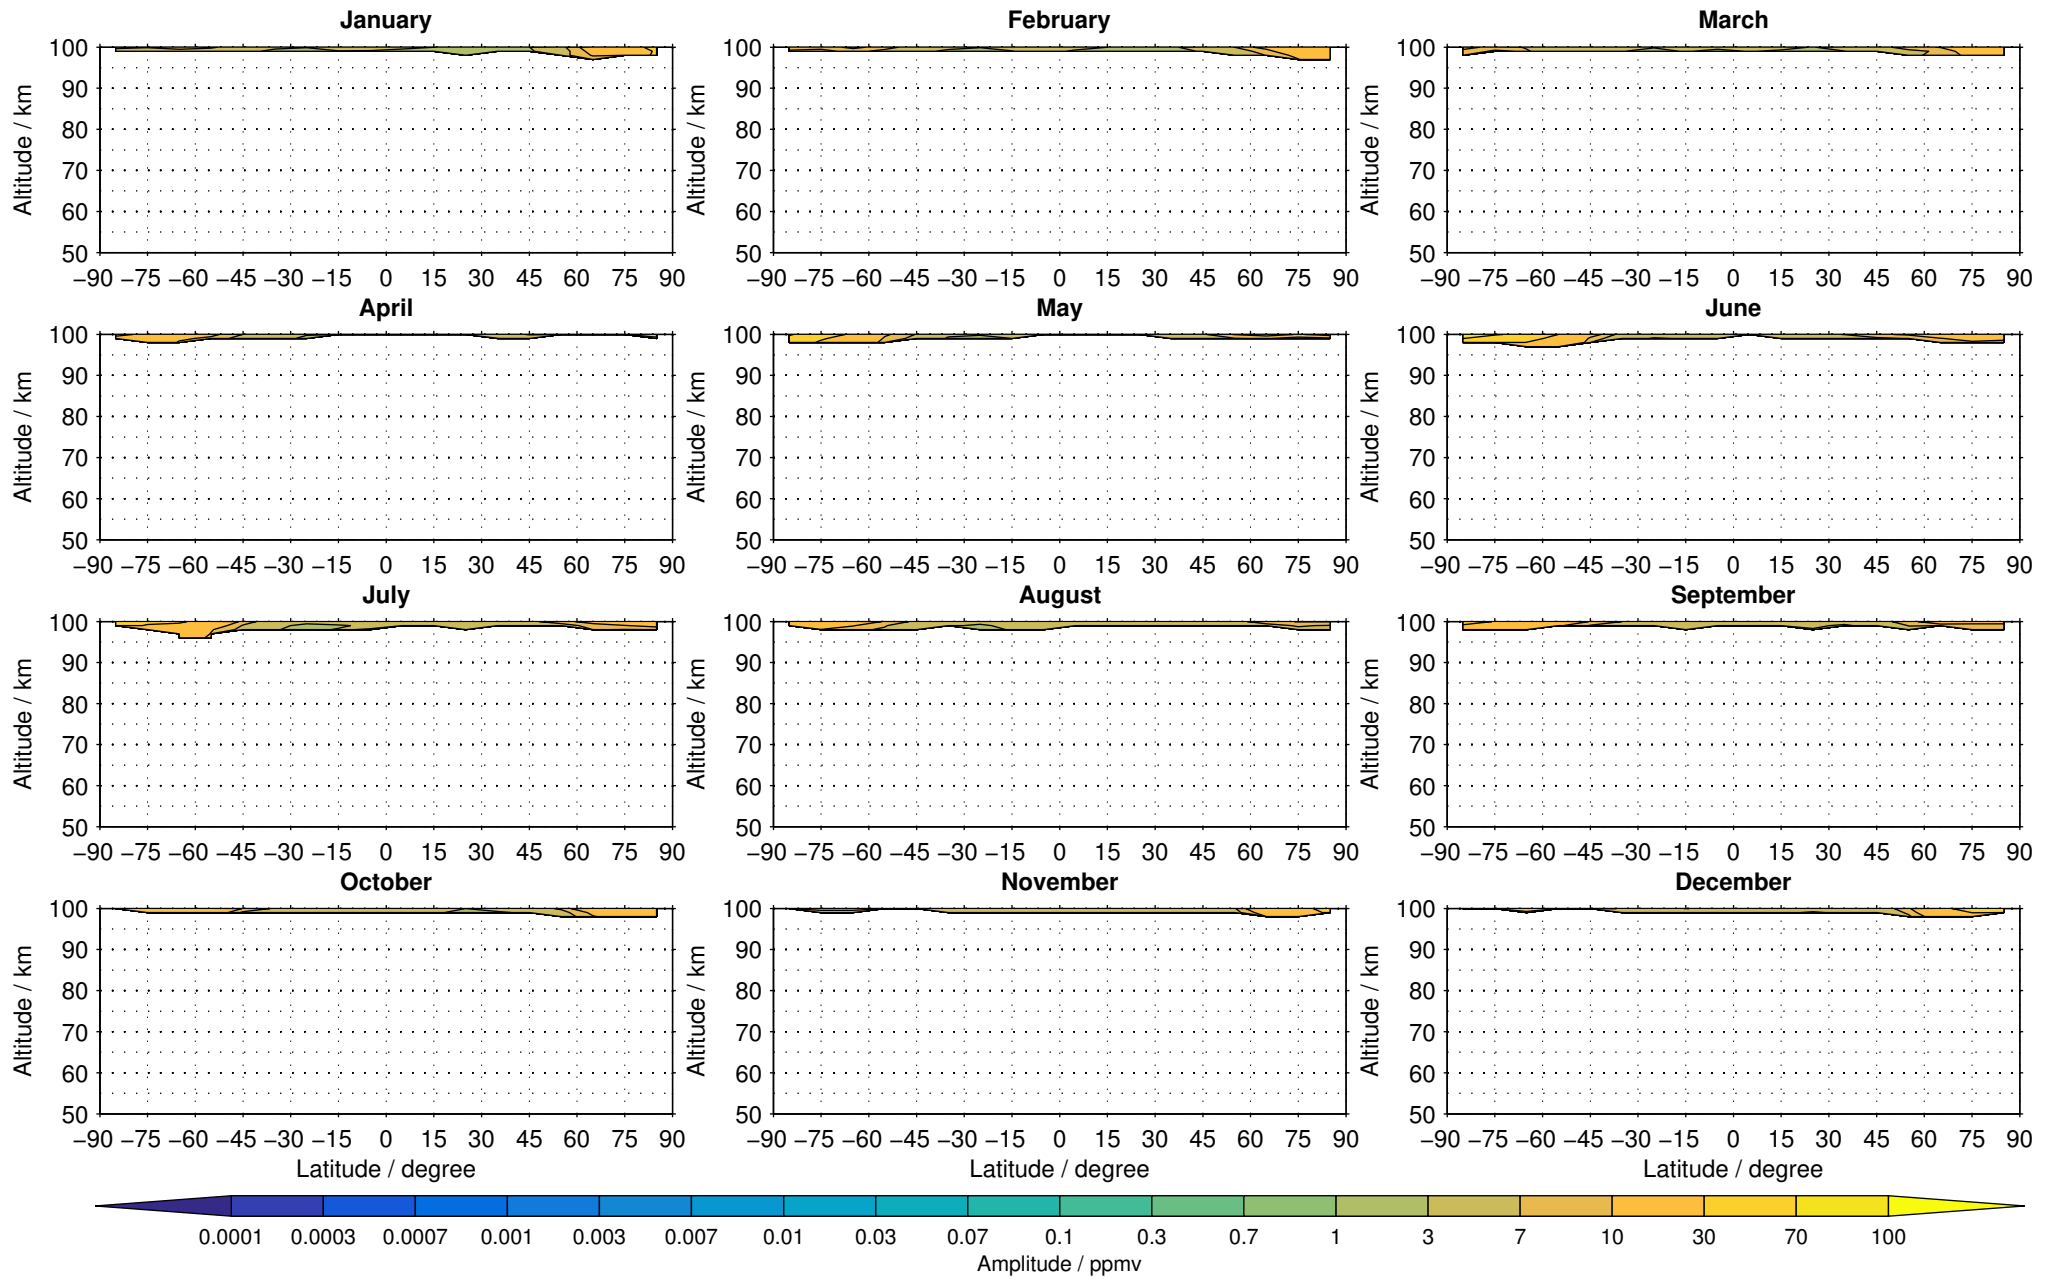 January February March
100 100 100
90 90 90
80 80 80
70 70 70
60 60 60
50 50 50
Altitude / km Altitude / km Altitude / km
−90 −75 −60 −45 −30 −15 0 15 30 45 60 75 90 −90 −75 −60 −45 −30 −15 0 15 30 45 60 75 90 −90 −75 −60 −45 −30 −15 0 15 30 45 60 75 90
April May June
100 100 100
90 90 90
80 80 80
70 70 70
60 60 60
50 50 50
Altitude / km Altitude / km Altitude / km
−90 −75 −60 −45 −30 −15 0 15 30 45 60 75 90 −90 −75 −60 −45 −30 −15 0 15 30 45 60 75 90 −90 −75 −60 −45 −30 −15 0 15 30 45 60 75 90
July August September
100 100 100
90 90 90
80 80 80
70 70 70
60 60 60
50 50 50
Altitude / km Altitude / km Altitude / km
−90 −75 −60 −45 −30 −15 0 15 30 45 60 75 90 −90 −75 −60 −45 −30 −15 0 15 30 45 60 75 90 −90 −75 −60 −45 −30 −15 0 15 30 45 60 75 90
October November December
100 100 100
90 90 90
80 80 80
70 70 70
60 60 60
50 50 50
Altitude / km Altitude / km Altitude / km
−90 −75 −60 −45 −30 −15 0 15 30 45 60 75 90 −90 −75 −60 −45 −30 −15 0 15 30 45 60 75 90 −90 −75 −60 −45 −30 −15 0 15 30 45 60 75 90
Latitude / degree Latitude / degree Latitude / degree
0.0001 0.0003 0.0007 0.001 0.003 0.007 0.01 0.03 0.07 0.1 0.3 0.7 1 3 7 10 30 70 100
Amplitude / ppmv